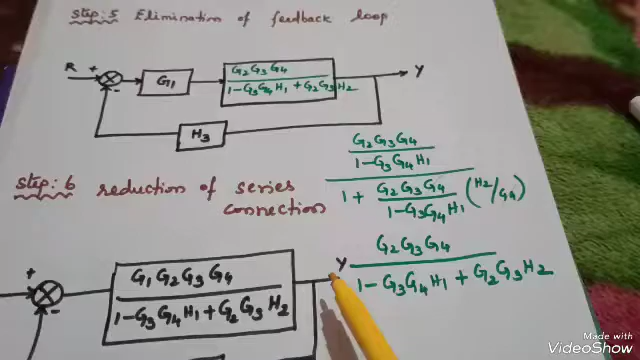 Step: 5 Elimination of feedback loop
R + - G1 G2G3G4 / 1-G3G4H1 + G2G3H2 Y
H3
G2G3G4 / 1-G3G4H1
1 + G2G3G4 / 1-G3G4H1 (H2/G4)
Step: 6 reduction of series connection
G2G3G4 / 1-G3G4H1 + G2G3H2
+ - G1G2G3G4 / 1-G3G4H1 + G2G3H2 Y
Made with
VideoShow